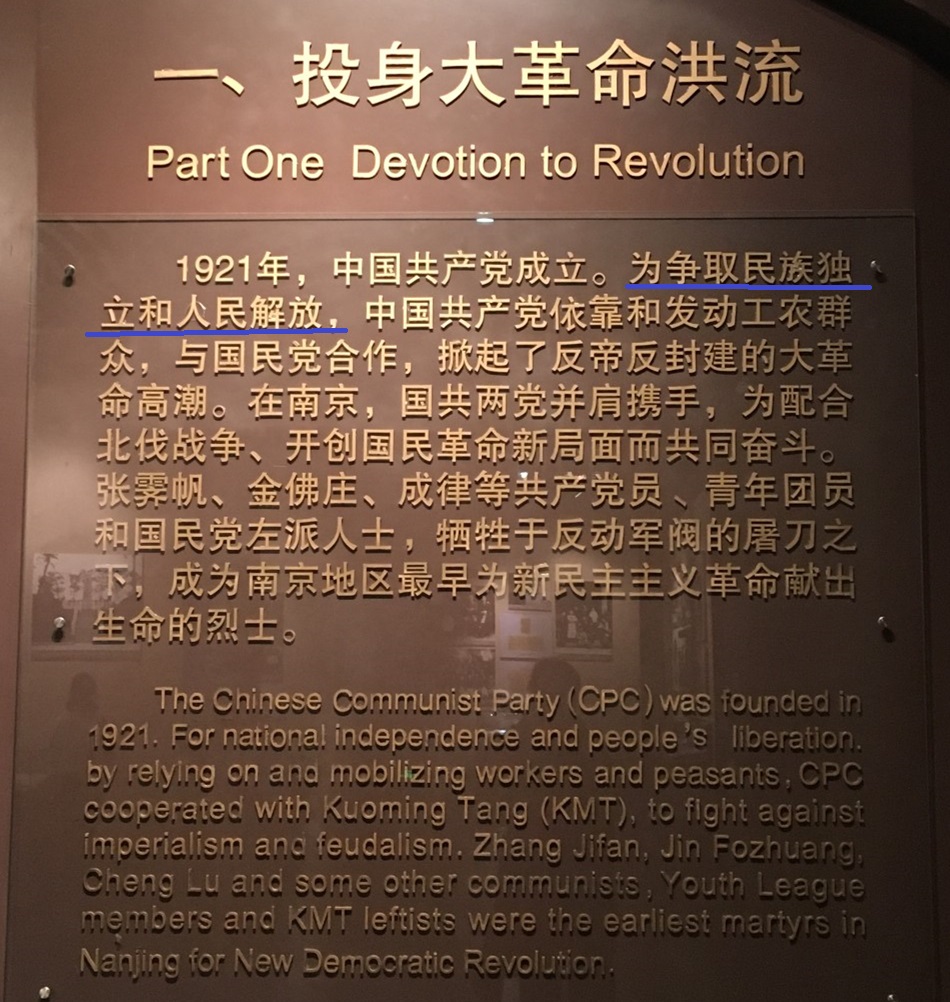 一、投身大革命洪流
Part One Devotion to Revolution
1921年，中国共产党成立。为争取民族独
立和人民解放，中国共产党依靠和发动工农群
众，与国民党合作，掀起了反帝反封建的大革
命高潮。在南京，国共两党并肩携手，为配合
北伐战争、开创国民革命新局面而共同奋斗。
张霁帆、金佛庄、成律等共产党员、青年团员
和国民党左派人士，牺牲于反动军阀的屠刀之
下，成为南京地区最早为新民主主义革命献出
生命的烈士。
The Chinese Communist Party (CPC) was founded in
1921. For national independence and people's liberation.
by relying on and mobilizing workers and peasants, CPC
cooperated with Kuoming Tang (KMT), to fight against
imperialism and feudalism. Zhang Jifan, Jin Fozhuang,
Cheng Lu and some other communists, Youth League
members and KMT leftists were the earliest martyrs in
Nanjing for New Democratic Revolution.